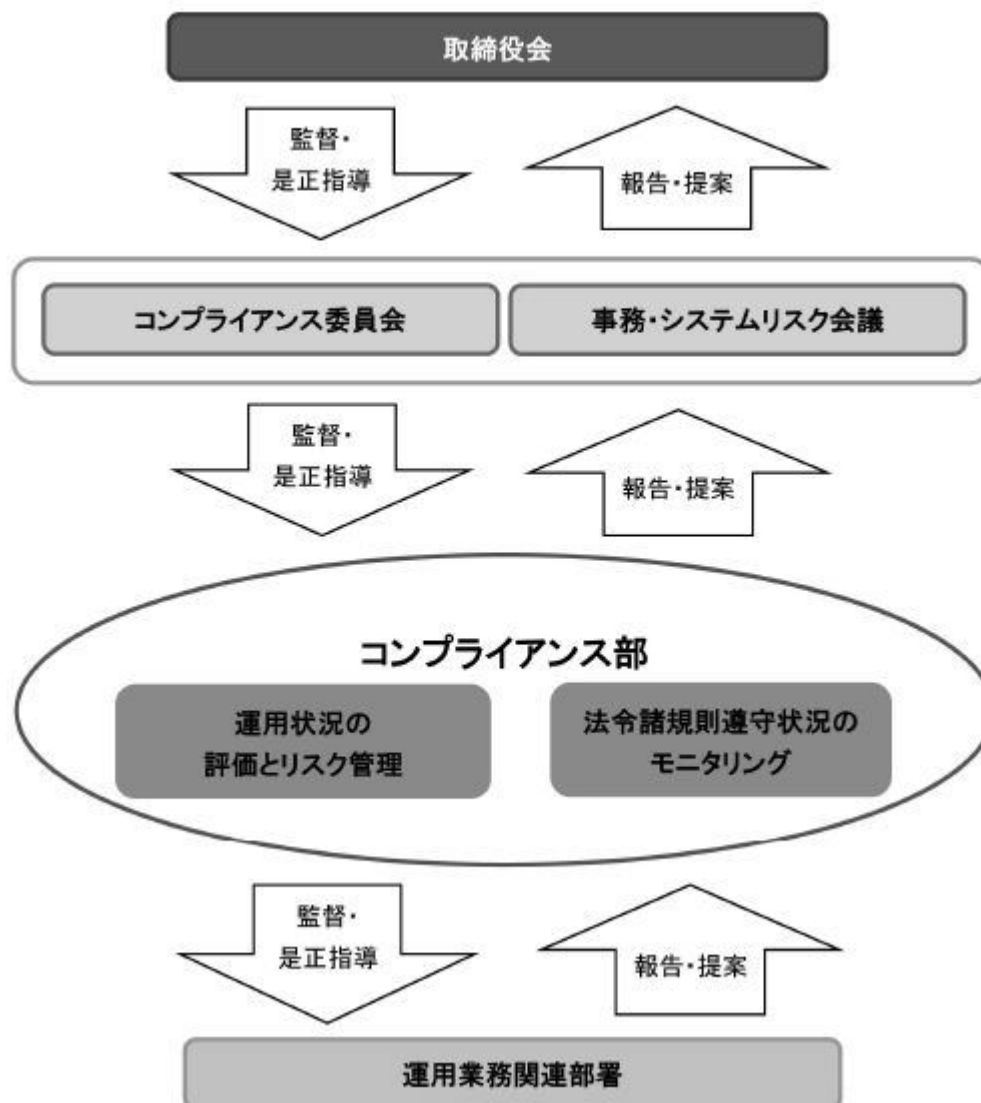 取締役会
監督・
是正指導
報告・提案
コンプライアンス委員会
事務・システムリスク会議
監督・
是正指導
報告・提案
コンプライアンス部
運用状況の
評価とリスク管理
法令諸規則遵守状況の
モニタリング
監督・
是正指導
報告・提案
運用業務関連部署